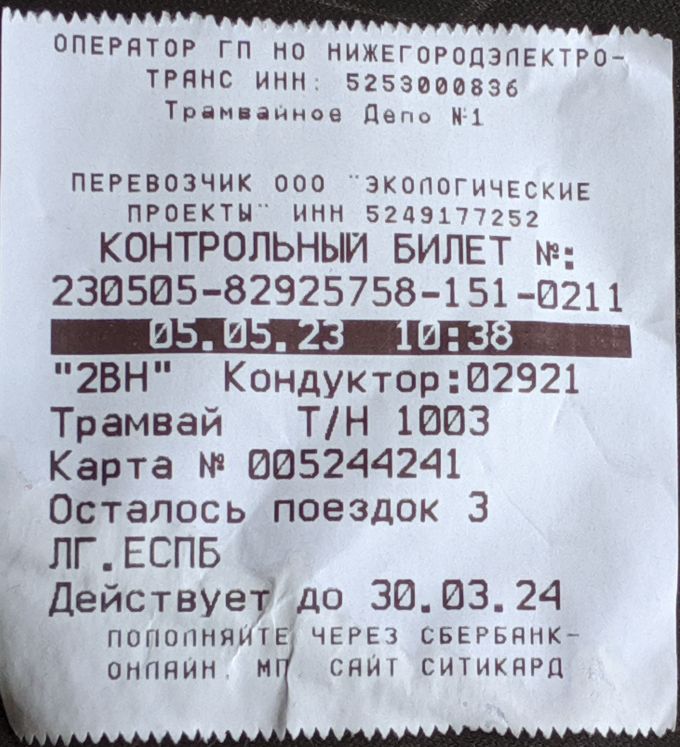 ОПЕРАТОР ГП НО НИЖЕГОРОДЭЛЕКТРО-
ТРАНС ИНН: 5253000836
Трамвайное Депо №1
ПЕРЕВОЗЧИК ООО "ЭКОЛОГИЧЕСКИЕ
ПРОЕКТЫ" ИНН 5249177252
КОНТРОЛЬНЫЙ БИЛЕТ №:
230505-82925758-151-0211
05.05.23 10:38
"2ВН" Кондуктор:02921
Трамвай Т/Н 1003
Карта № 005244241
Осталось поездок 3
ЛГ.ЕСПБ
Действует до 30.03.24
ПОПОЛНЯЙТЕ ЧЕРЕЗ СБЕРБАНК-
ОНЛАЙН, МП, САЙТ СИТИКАРД